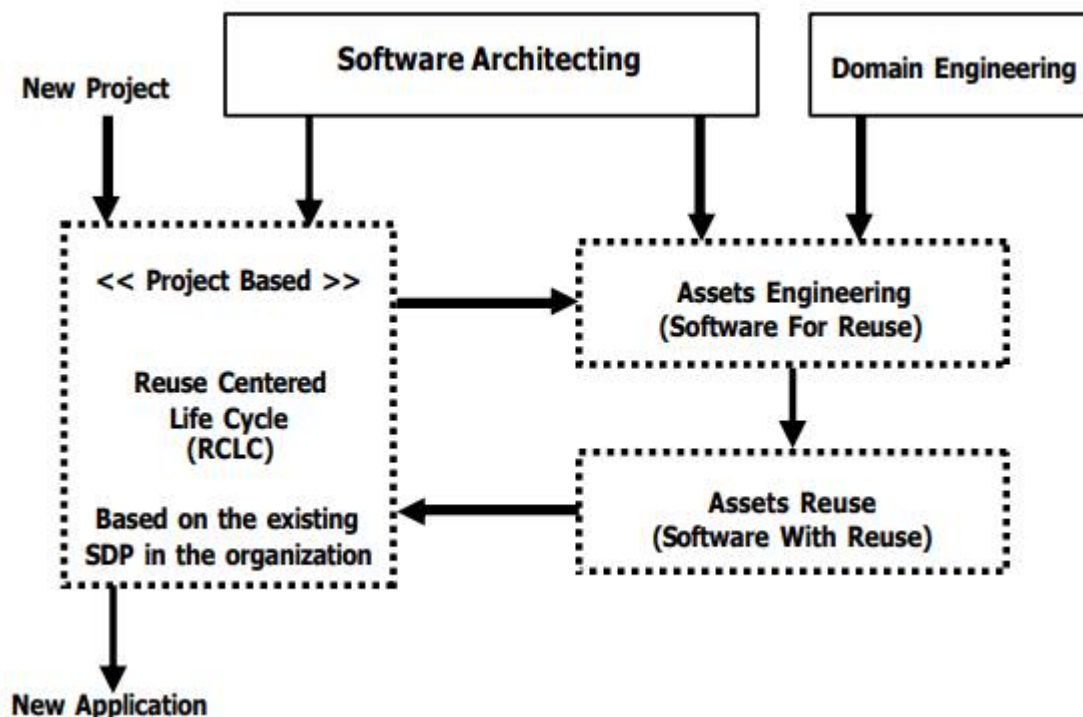 Software Architecting
Domain Engineering
New Project
<< Project Based >>
Reuse Centered
Life Cycle
(RCLC)
Based on the existing
SDP in the organization
Assets Engineering
(Software For Reuse)
Assets Reuse
(Software With Reuse)
New Application